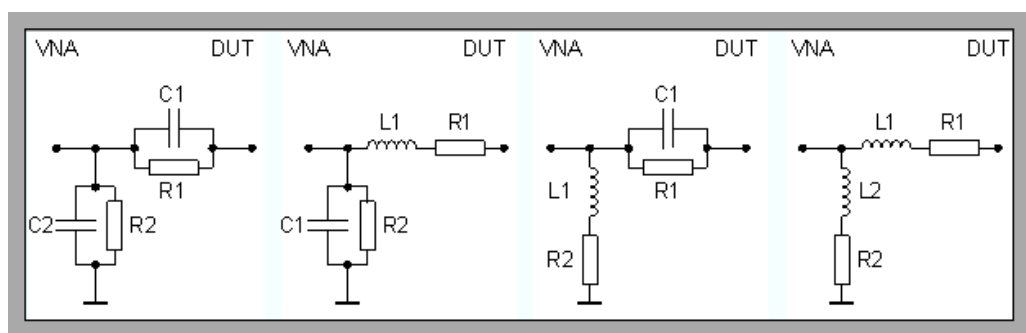 VNA DUT VNA DUT VNA DUT VNA DUT
C1 C1
L1 R1 L1 R1
R1 R1
L1 L2
C2 R2 C1 R2
R2 R2